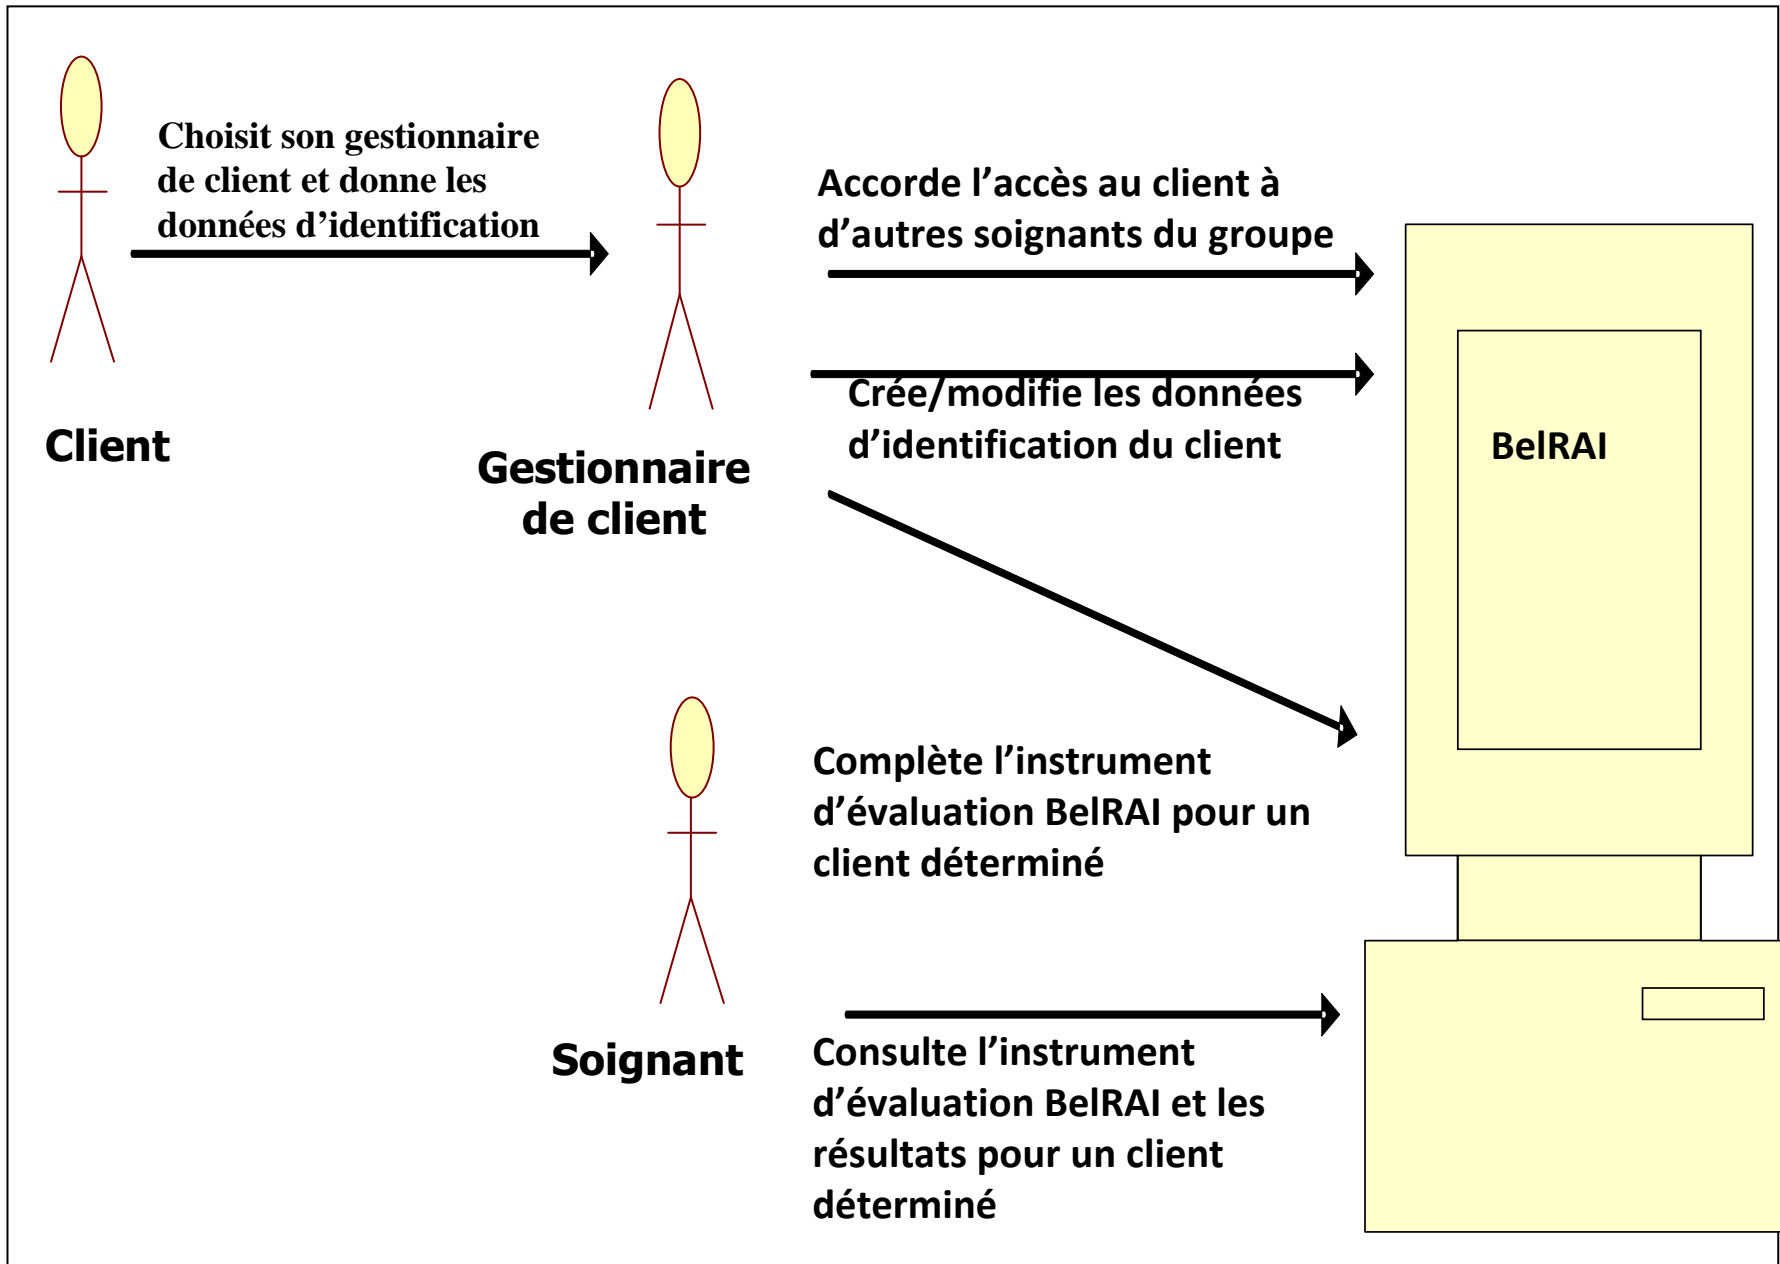 Choisit son gestionnaire
de client et donne les
données d’identification
Client
Gestionnaire
de client
Accorde l’accès au client à
d’autres soignants du groupe
Crée/modifie les données
d’identification du client
BelRAI
Complète l’instrument
d’évaluation BelRAI pour un
client déterminé
Soignant
Consulte l’instrument
d’évaluation BelRAI et les
résultats pour un client
déterminé